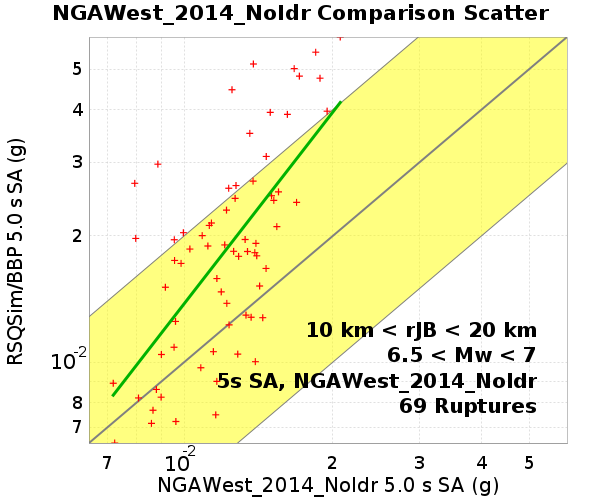 NGAWest_2014_NoIdr Comparison Scatter
RSQSim/BBP 5.0 s SA (g)
5
4
3
2
10-2
8
7
10 km < rJB < 20 km
6.5 < Mw < 7
5s SA, NGAWest_2014_NoIdr
69 Ruptures
7 10-2 2 3 4 5
NGAWest_2014_NoIdr 5.0 s SA (g)